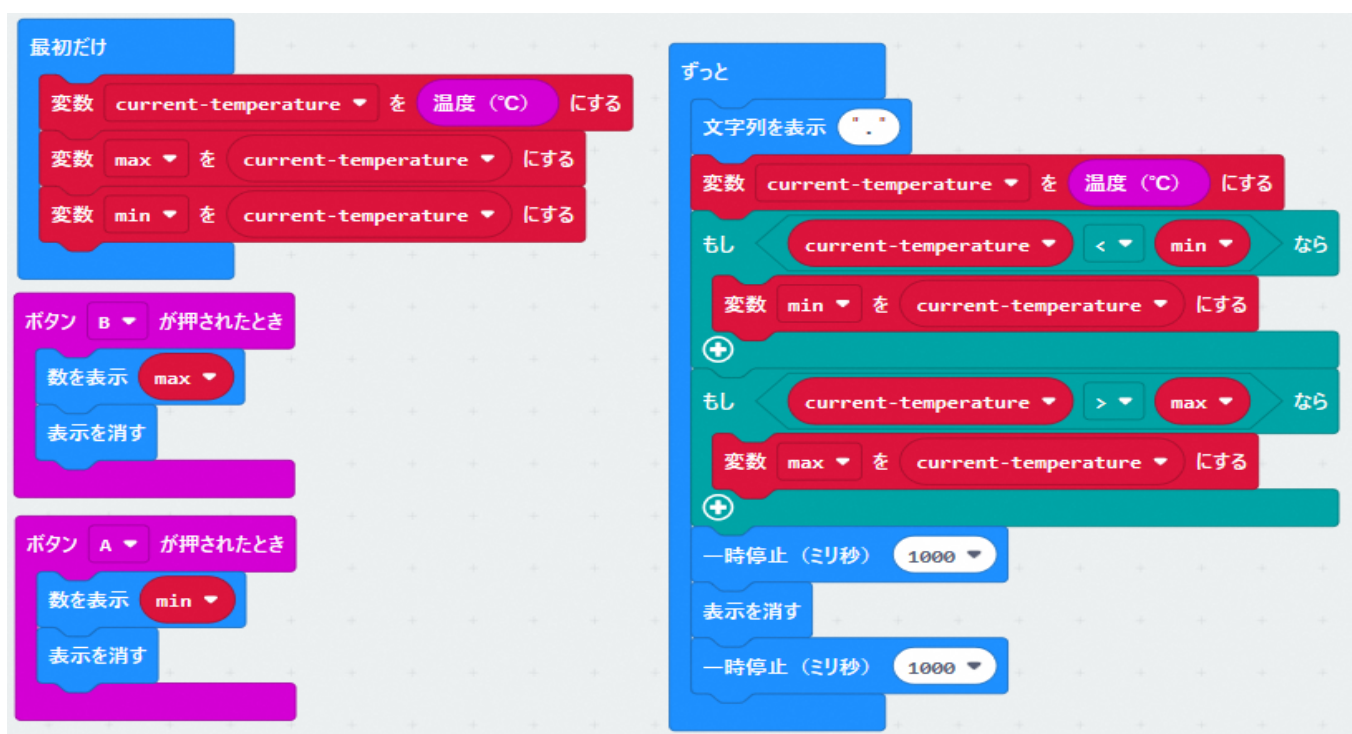 最初だけ
変数 current-temperature を 温度 (℃) にする
変数 max を current-temperature にする
変数 min を current-temperature にする
ボタン B が押されたとき
数を表示 max
表示を消す
ボタン A が押されたとき
数を表示 min
表示を消す
ずっと
文字列を表示 "."
変数 current-temperature を 温度 (℃) にする
もし current-temperature < min なら
変数 min を current-temperature にする
もし current-temperature > max なら
変数 max を current-temperature にする
一時停止 (ミリ秒) 1000
表示を消す
一時停止 (ミリ秒) 1000